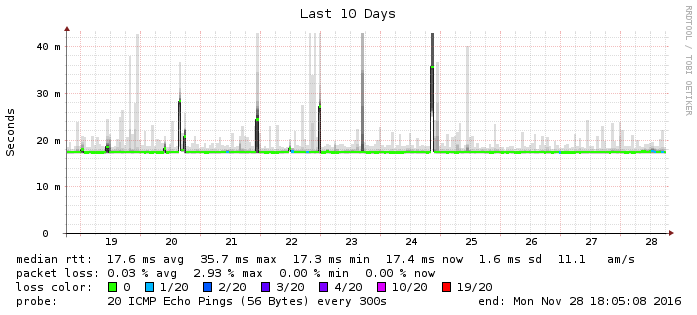 Last 10 Days
RRDTOOL / TOBI OETIKER
Seconds
40 m
30 m
20 m
10 m
0
19 20 21 22 23 24 25 26 27 28
median rtt: 17.6 ms avg 35.7 ms max 17.3 ms min 17.4 ms now 1.6 ms sd 11.1 am/s
packet loss: 0.03 % avg 2.93 % max 0.00 % min 0.00 % now
loss color: 0 1/20 2/20 3/20 4/20 10/20 19/20
probe: 20 ICMP Echo Pings (56 Bytes) every 300s end: Mon Nov 28 18:05:08 2016